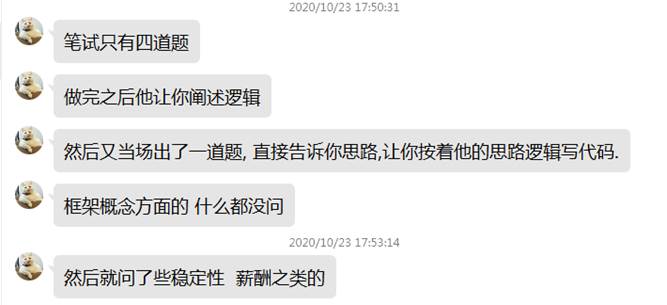 2020/10/23 17:50:31
笔试只有四道题
做完之后他让你阐述逻辑
然后又当场出了一道题, 直接告诉你思路,让你按着他的思路逻辑写代码.
框架概念方面的 什么都没问
2020/10/23 17:53:14
然后就问了些稳定性  薪酬之类的